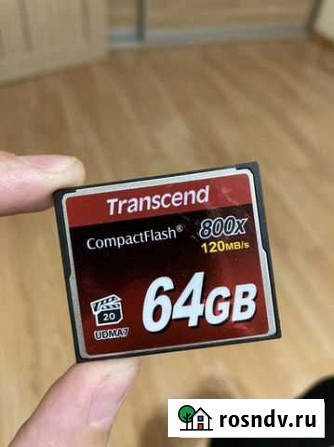 Transcend
CompactFlash® 800x
120MB/s
20
UDMA7
64GB
rosndv.ru